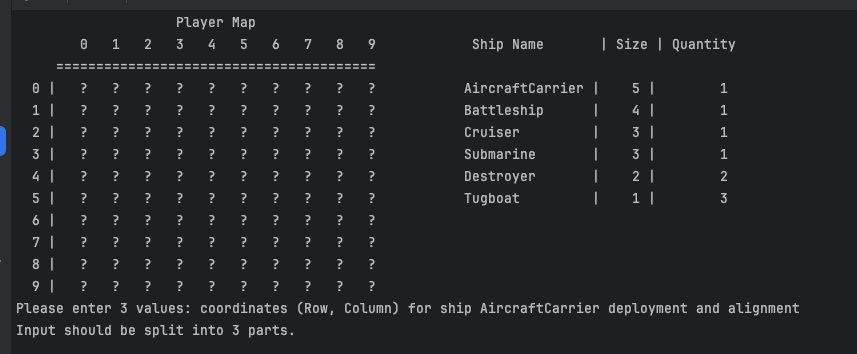 Player Map
0 1 2 3 4 5 6 7 8 9 Ship Name | Size | Quantity
========================================
0 | ? ? ? ? ? ? ? ? ? ? AircraftCarrier | 5 | 1
1 | ? ? ? ? ? ? ? ? ? ? Battleship | 4 | 1
2 | ? ? ? ? ? ? ? ? ? ? Cruiser | 3 | 1
3 | ? ? ? ? ? ? ? ? ? ? Submarine | 3 | 1
4 | ? ? ? ? ? ? ? ? ? ? Destroyer | 2 | 2
5 | ? ? ? ? ? ? ? ? ? ? Tugboat | 1 | 3
6 | ? ? ? ? ? ? ? ? ? ?
7 | ? ? ? ? ? ? ? ? ? ?
8 | ? ? ? ? ? ? ? ? ? ?
9 | ? ? ? ? ? ? ? ? ? ?
Please enter 3 values: coordinates (Row, Column) for ship AircraftCarrier deployment and alignment
Input should be split into 3 parts.